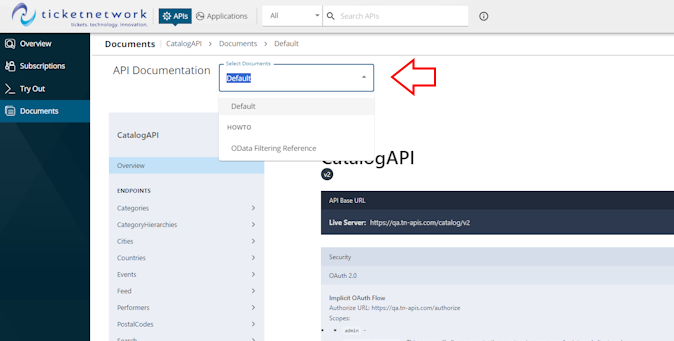 ticketnetwork
tickets. technology. innovation.
APIs
Applications
All
Search APIs
Overview
Subscriptions
Try Out
Documents
Documents
CatalogAPI > Documents > Default
API Documentation
Select Documents
Default
Default
HOWTO
OData Filtering Reference
CatalogAPI
Overview
ENDPOINTS
Categories
CategoryHierarchies
Cities
Countries
Events
Feed
Performers
PostalCodes
Search
CatalogAPI
v2
API Base URL
Live Server: https://qa.tn-apis.com/catalog/v2
Security
OAuth 2.0
Implicit OAuth Flow
Authorize URL: https://qa.tn-apis.com/authorize
Scopes:
• • admin -